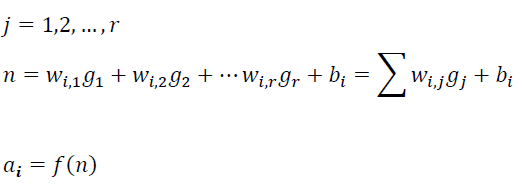 j = 1,2, … , r
n = w_{i,1}g_1 + w_{i,2}g_2 + ⋯ w_{i,r}g_r + b_i = ∑ w_{i,j}g_j + b_i
a_i = f(n)